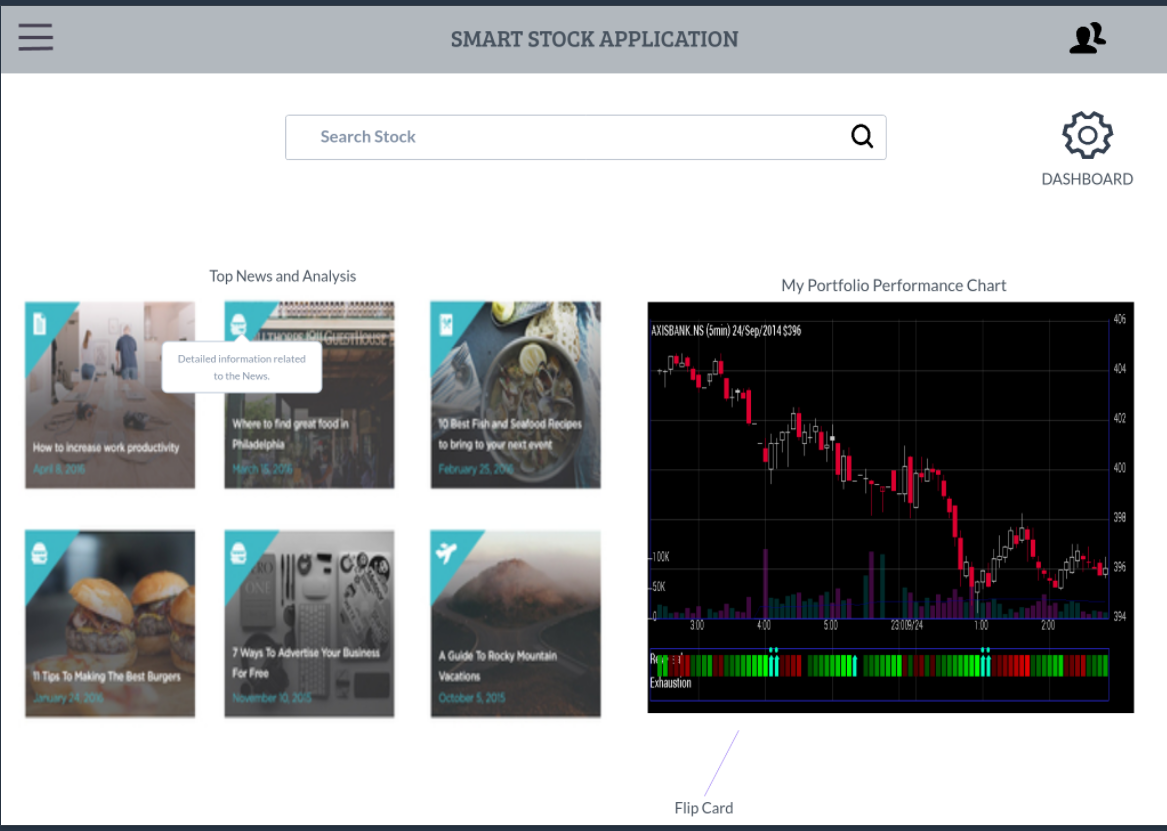 SMART STOCK APPLICATION
Search Stock
DASHBOARD
Top News and Analysis
My Portfolio Performance Chart
How to increase work productivity
April 8, 2016
Detailed information related
to the News.
GUESTHOUSE
Where to find great food in
Philadelphia
March 15, 2016
10 Best Fish and Seafood Recipes
to bring to your next event
February 25, 2016
11 Tips To Making The Best Burgers
January 24, 2016
ONE
7 Ways To Advertise Your Business
For Free
November 10, 2015
A Guide To Rocky Mountain
Vacations
October 5, 2015
AXISBANK.NS (5min) 24/Sep/2014 $396
406
404
402
400
398
396
394
100K
50K
0
3:00
4:00
5:00
23:009/24
1:00
2:00
Exhaustion
Flip Card